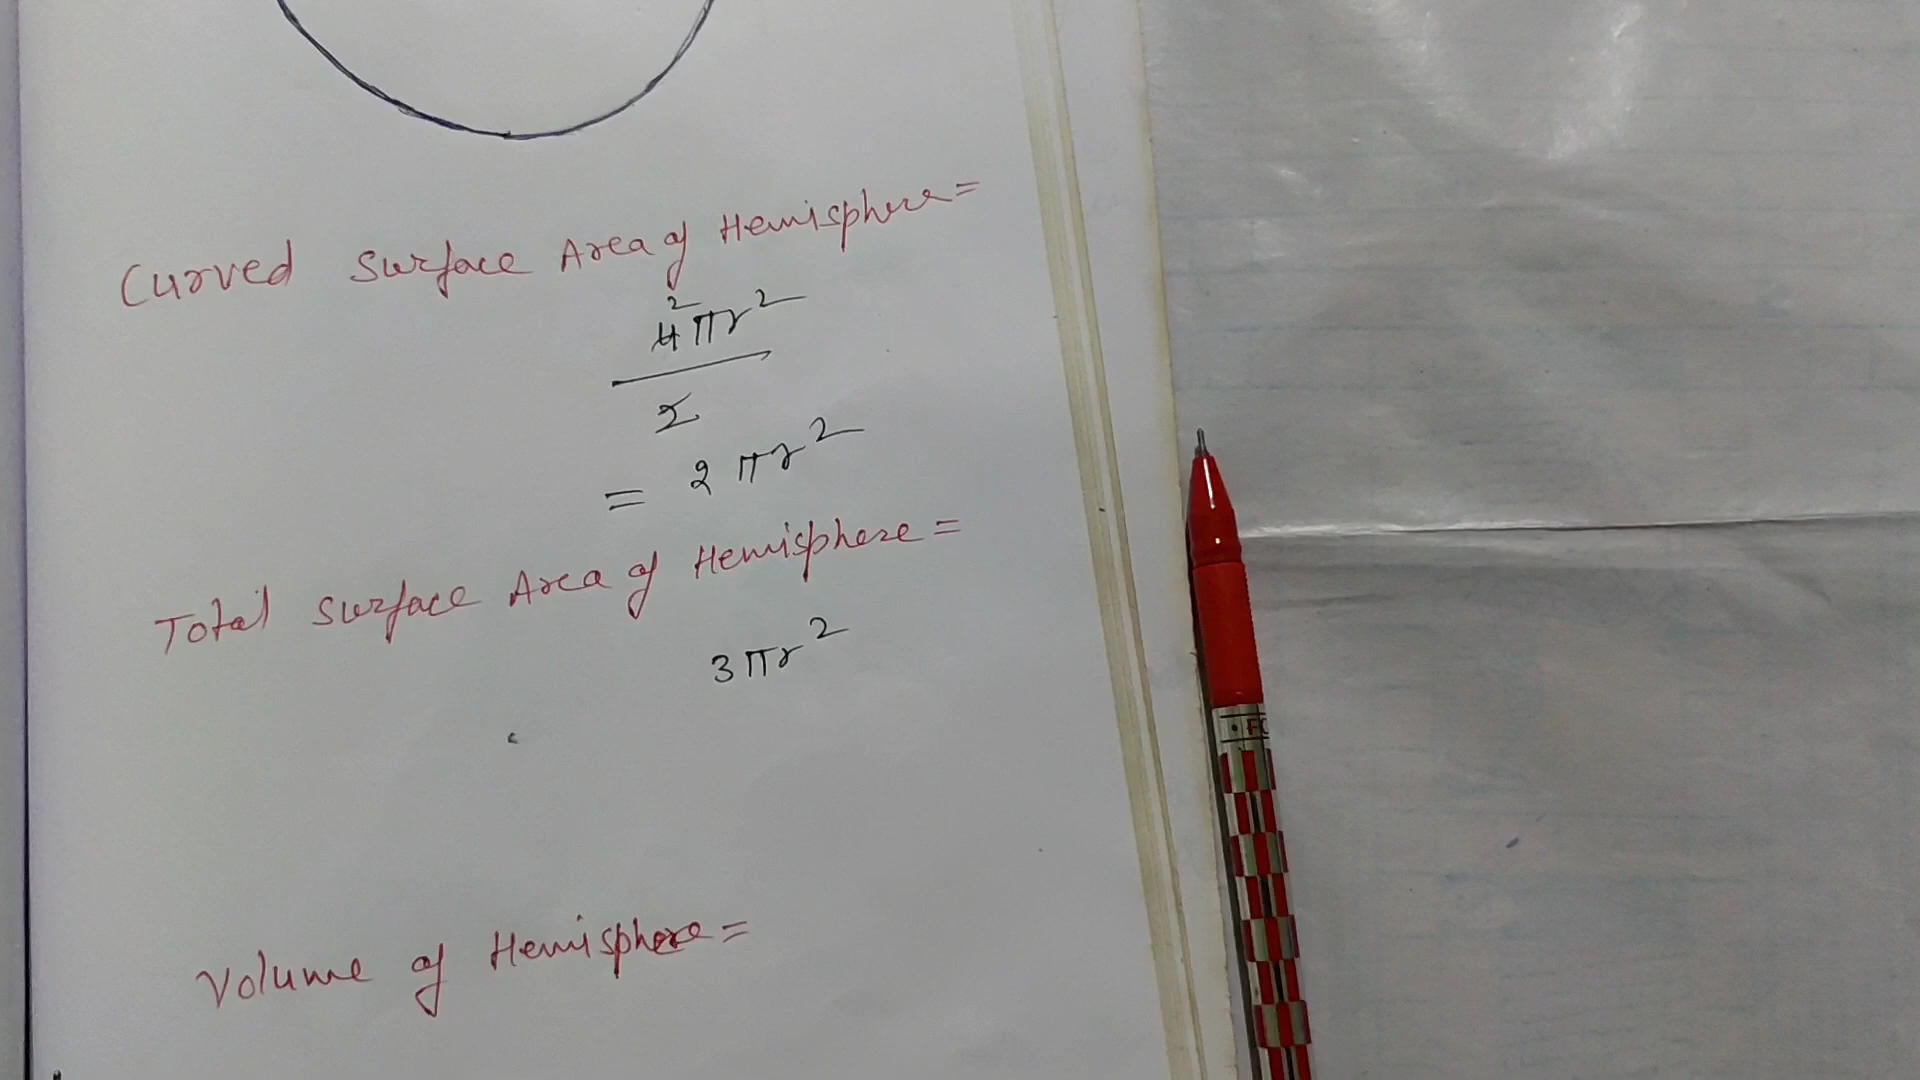 Curved Surface Area of Hemisphere =
4πr² 2
2
= 2πr²
Total Surface Area of Hemisphere =
3πr²
Volume of Hemisphere =